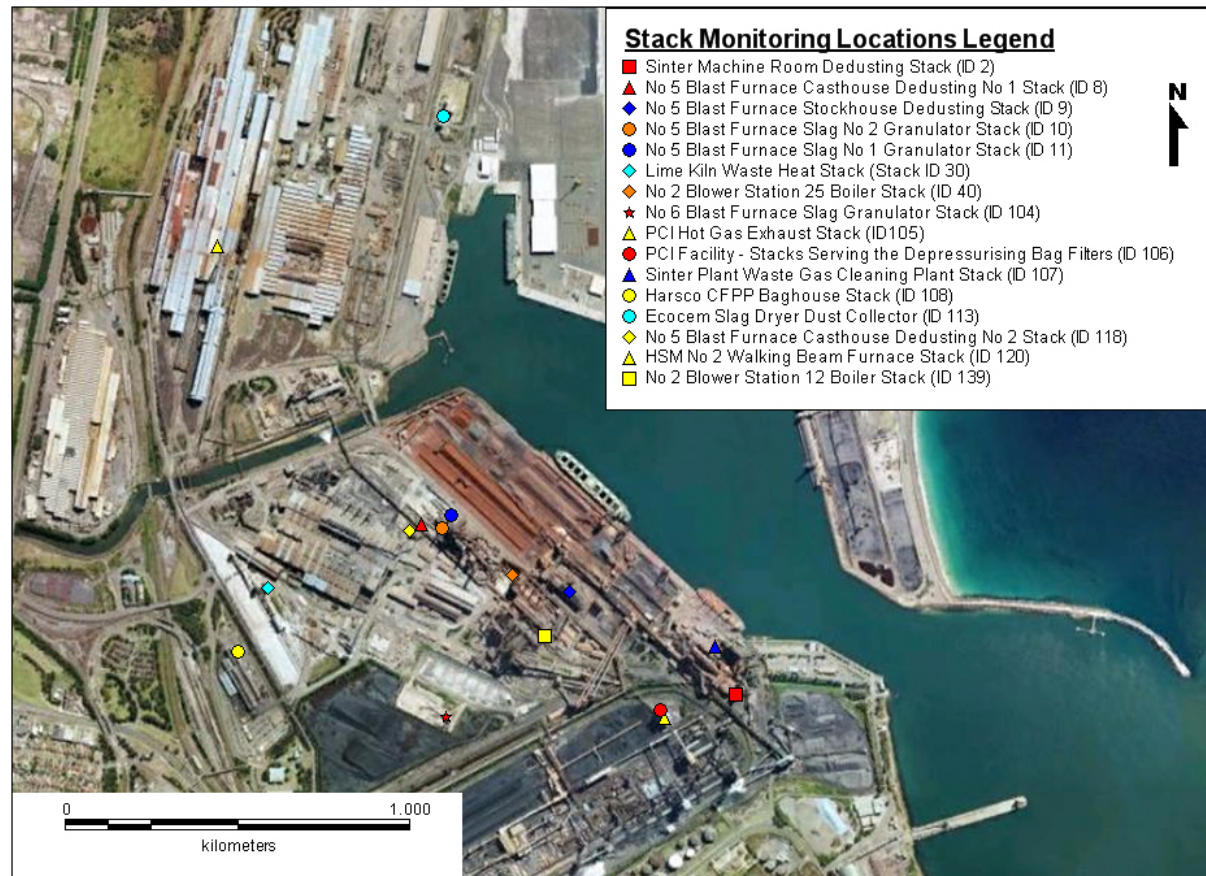 Stack Monitoring Locations Legend
Sinter Machine Room Dedusting Stack (ID 2)
No 5 Blast Furnace Casthouse Dedusting No 1 Stack (ID 8)
No 5 Blast Furnace Stockhouse Dedusting Stack (ID 9)
No 5 Blast Furnace Slag No 2 Granulator Stack (ID 10)
No 5 Blast Furnace Slag No 1 Granulator Stack (ID 11)
Lime Kiln Waste Heat Stack (Stack ID 30)
No 2 Blower Station 25 Boiler Stack (ID 40)
No 6 Blast Furnace Slag Granulator Stack (ID 104)
PCI Hot Gas Exhaust Stack (ID105)
PCI Facility - Stacks Serving the Depressurising Bag Filters (ID 106)
Sinter Plant Waste Gas Cleaning Plant Stack (ID 107)
Harsco CFPP Baghouse Stack (ID 108)
Ecocem Slag Dryer Dust Collector (ID 113)
No 5 Blast Furnace Casthouse Dedusting No 2 Stack (ID 118)
HSM No 2 Walking Beam Furnace Stack (ID 120)
No 2 Blower Station 12 Boiler Stack (ID 139)
N
0 1.000
kilometers